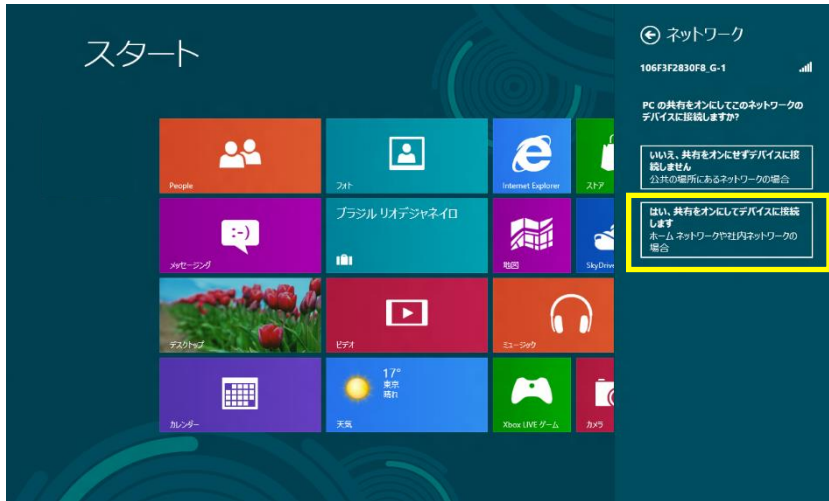 スタート
People
フォト
Internet Explorer
ストア
メッセージング
ブラジル リオデジャネイロ
地図
SkyDrive
デスクトップ
ビデオ
ミュージック
カレンダー
17°
東京
晴れ
天気
Xbox LIVE ゲーム
カメラ
ネットワーク
106F3F2830F8_G-1
PC の共有をオンにしてこのネットワークの
デバイスに接続しますか?
いいえ、共有をオンにせずデバイスに接
続しません
公共の場所にあるネットワークの場合
はい、共有をオンにしてデバイスに接続
します
ホーム ネットワークや社内ネットワークの
場合